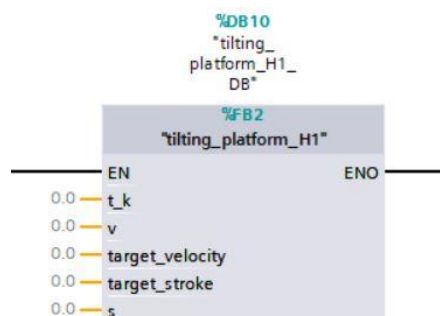 %DB10
"tilting_
platform_H1_
DB"
%FB2
"tilting_platform_H1"
EN ENO
0.0 t_k
0.0 v
0.0 target_velocity
0.0 target_stroke
0.0 s